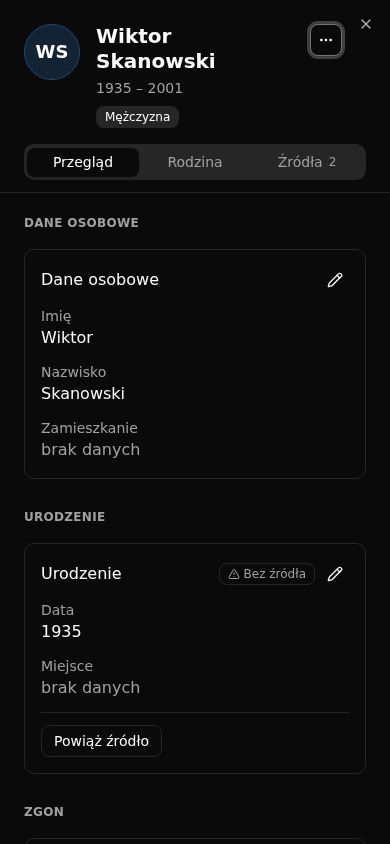 WS
Wiktor
Skanowski
1935 – 2001
Mężczyzna
Przegląd
Rodzina
Źródła 2
DANE OSOBOWE
Dane osobowe
Imię
Wiktor
Nazwisko
Skanowski
Zamieszkanie
brak danych
URODZENIE
Urodzenie
Bez źródła
Data
1935
Miejsce
brak danych
Powiąż źródło
ZGON